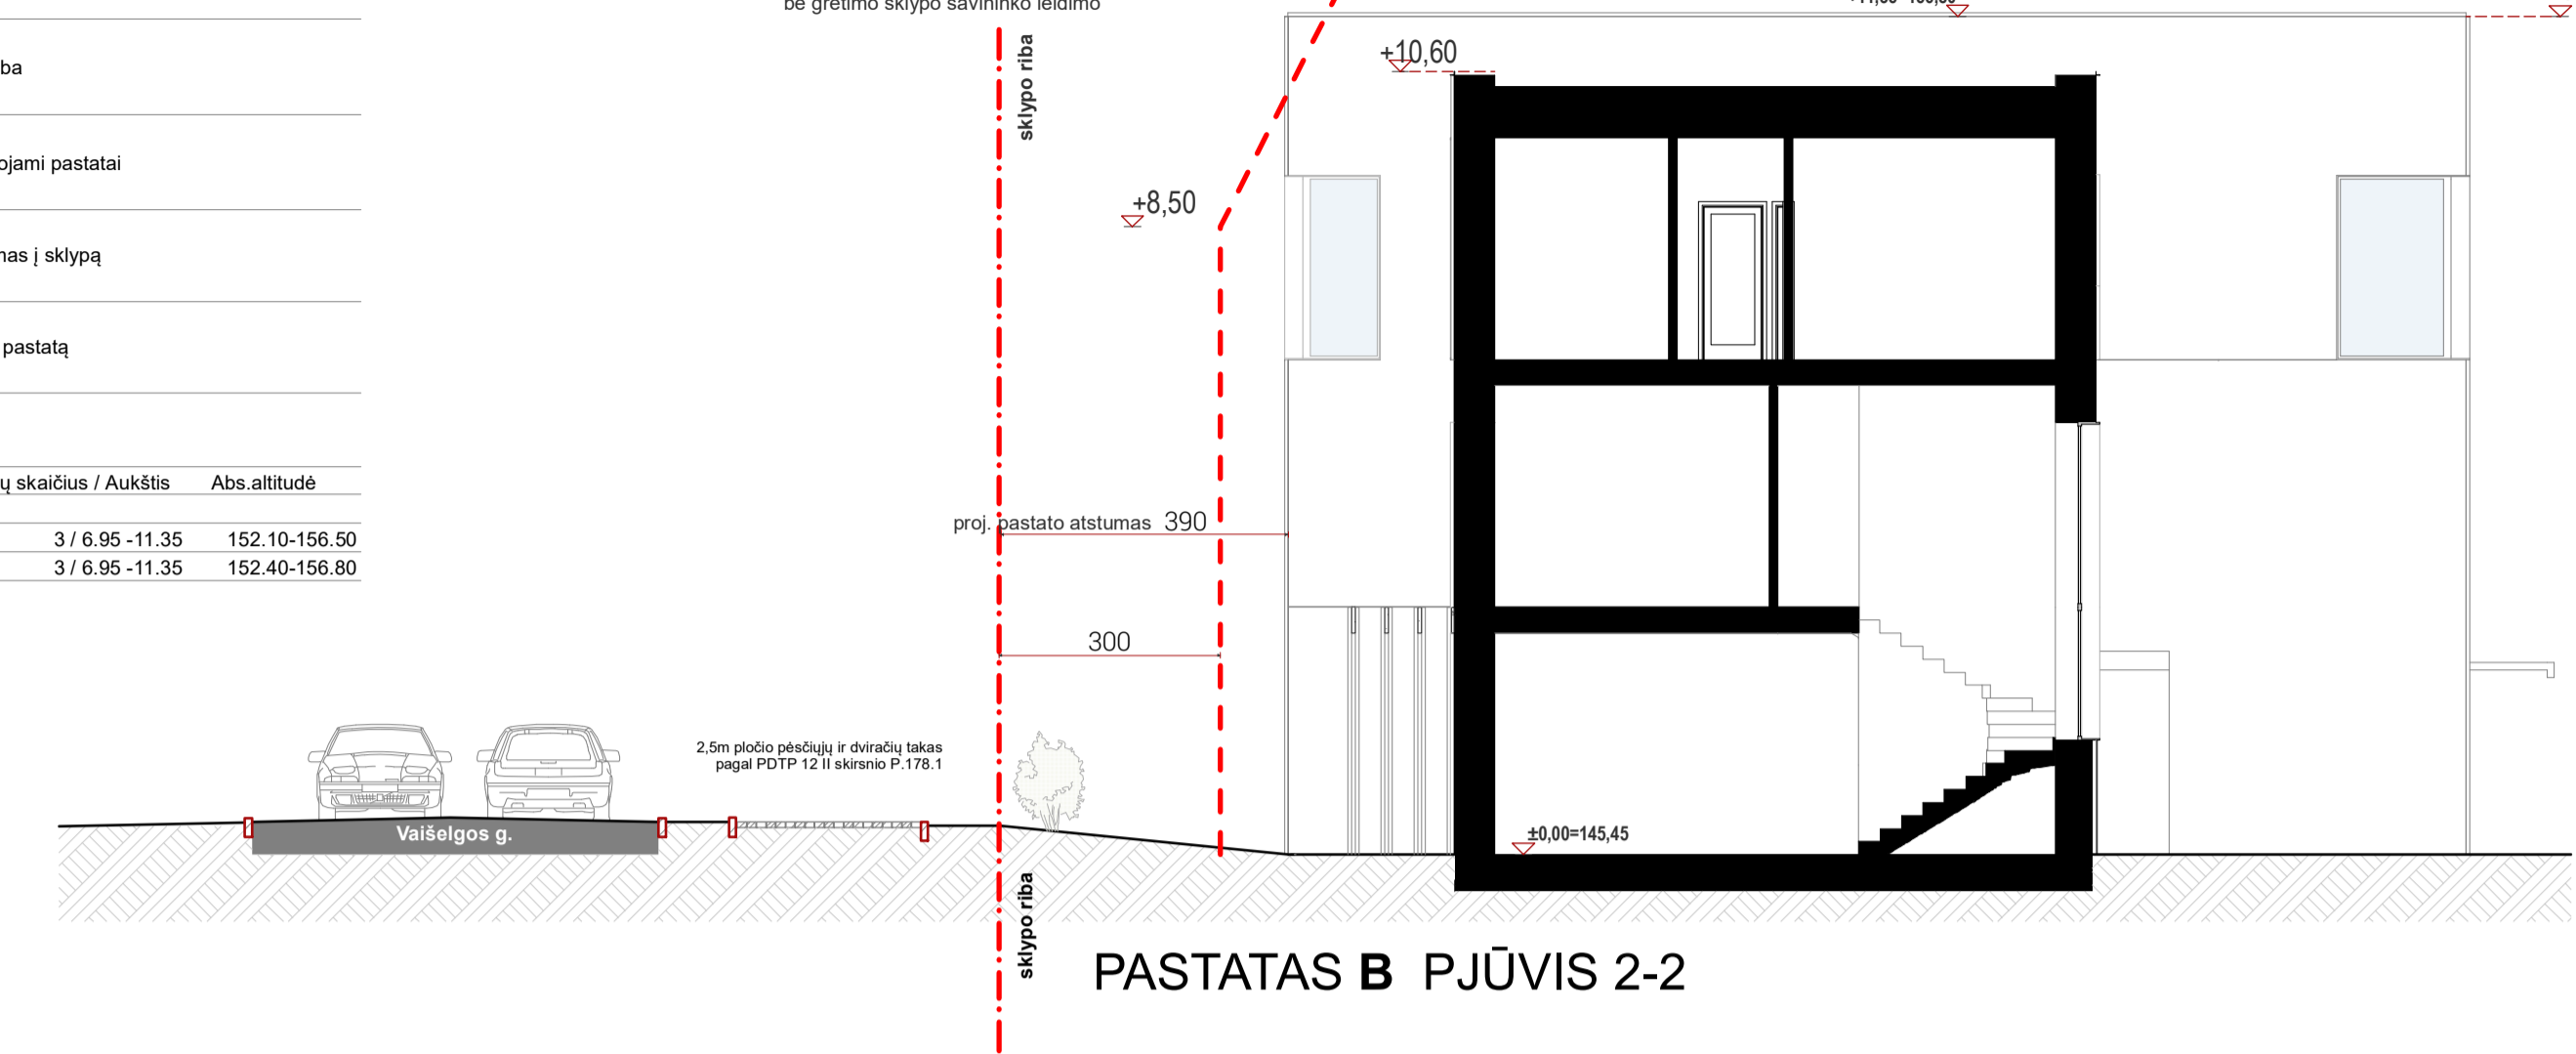 be gretimo sklypo savininko leidimo
sklypo riba
+10,60
ba
ojami pastatai
+8,50
nas į sklypą
pastatą
ų skaičius / Aukštis Abs.altitudė
3 / 6.95 -11.35 152.10-156.50
3 / 6.95 -11.35 152.40-156.80
proj. pastato atstumas 390
300
2,5m pločio pėsčiųjų ir dviračių takas
pagal PDTP 12 II skirsnio P.178.1
Vaišelgos g.
±0,00=145,45
sklypo riba
PASTATAS B PJŪVIS 2-2